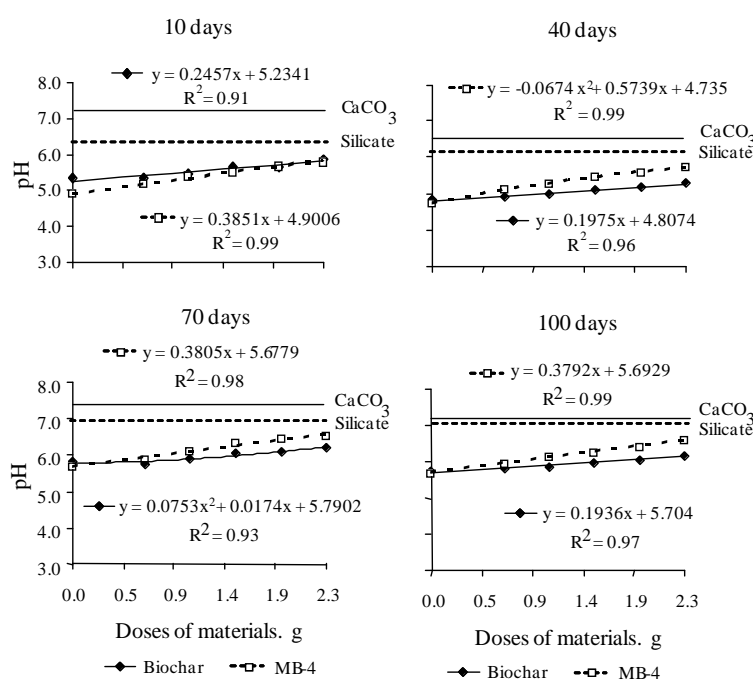 10 days
y = 0.2457x + 5.2341
R² = 0.91
CaCO₃
Silicate
pH
8.0
7.0
6.0
5.0
4.0
3.0
y = 0.3851x + 4.9006
R² = 0.99
40 days
y = -0.0674 x² + 0.5739x + 4.735
R² = 0.99
CaCO₃
Silicate
y = 0.1975x + 4.8074
R² = 0.96
70 days
y = 0.3805x + 5.6779
R² = 0.98
CaCO₃
Silicate
pH
8.0
7.0
6.0
5.0
4.0
3.0
y = 0.0753x² + 0.0174x + 5.7902
R² = 0.93
0.0 0.5 0.9 1.4 1.9 2.3
Doses of materials. g
Biochar MB-4
100 days
y = 0.3792x + 5.6929
R² = 0.99
CaCO₃
Silicate
y = 0.1936x + 5.704
R² = 0.97
0.0 0.5 0.9 1.4 1.9 2.3
Doses of materials. g
Biochar MB-4